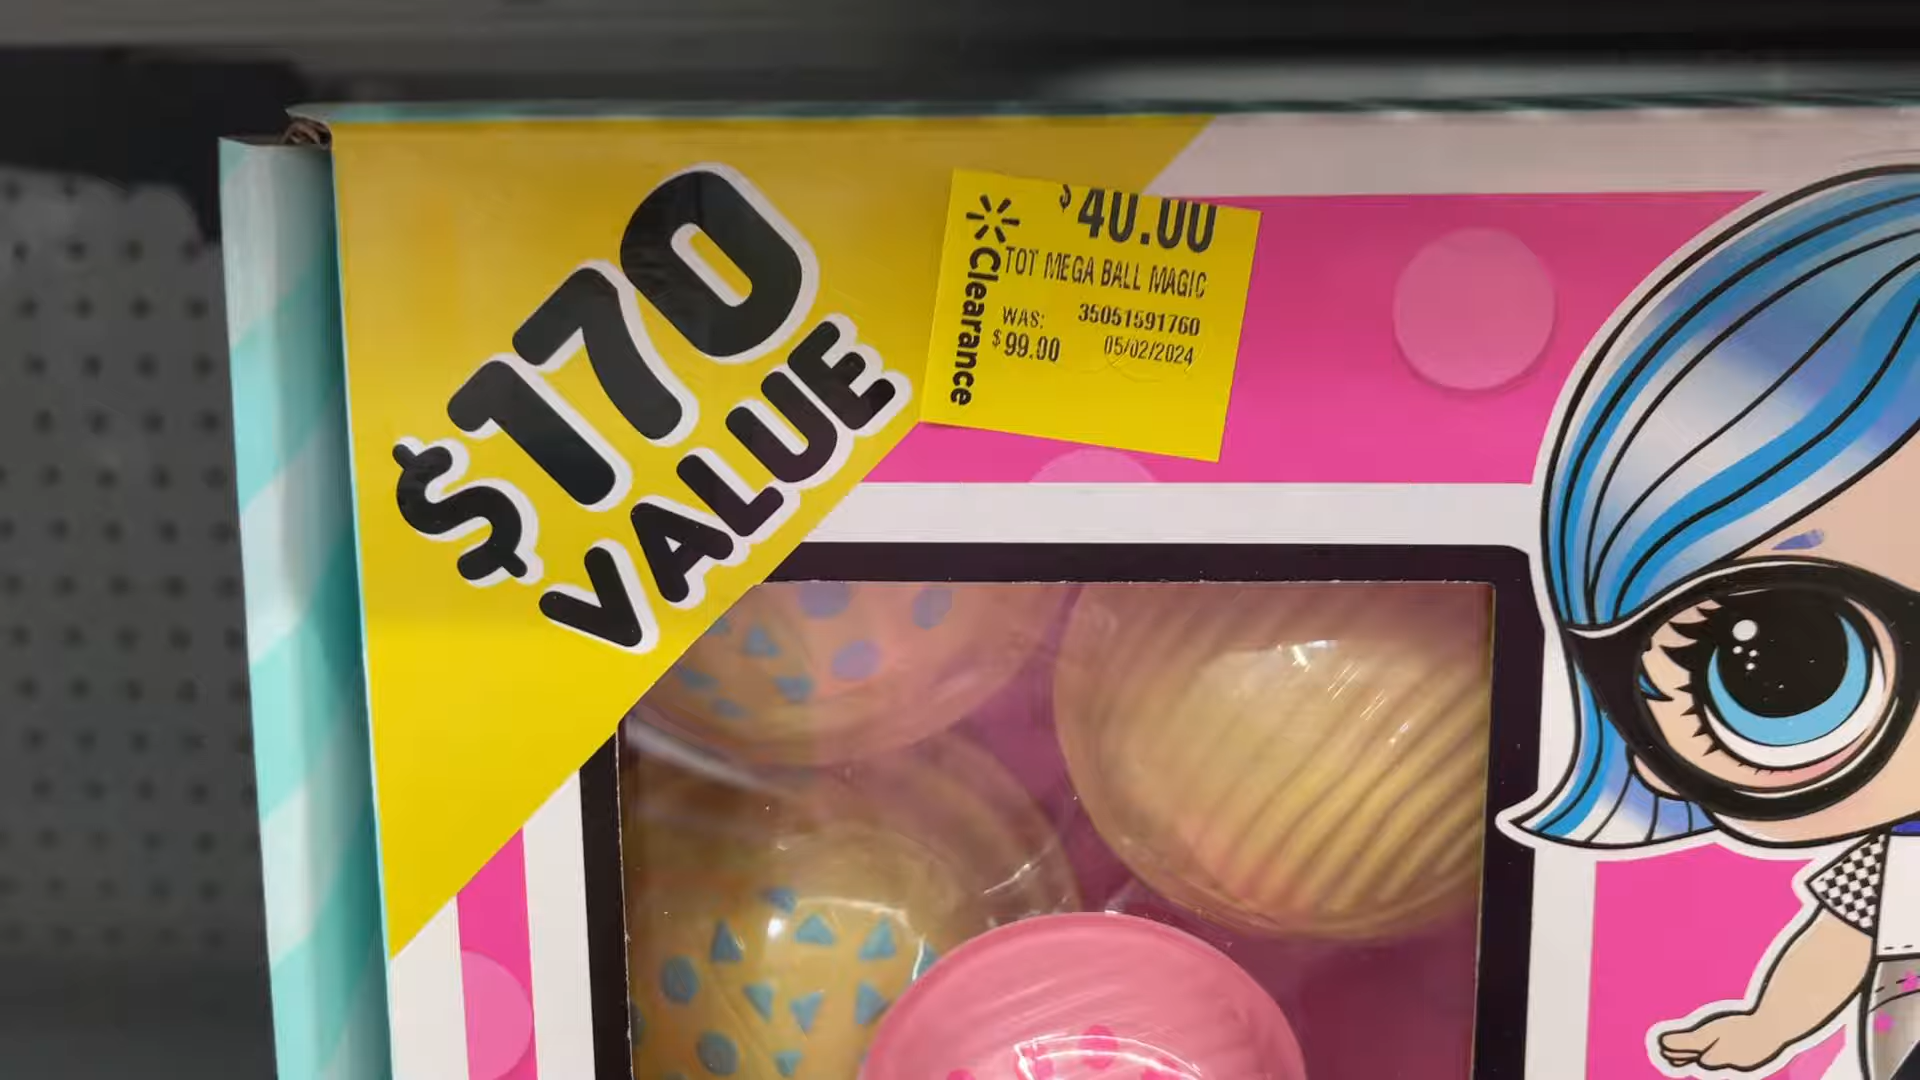 $170
VALUE
$40.00
TOT MEGA BALL MAGIC
WAS: 35051591760
$99.00 05/02/2024
Clearance